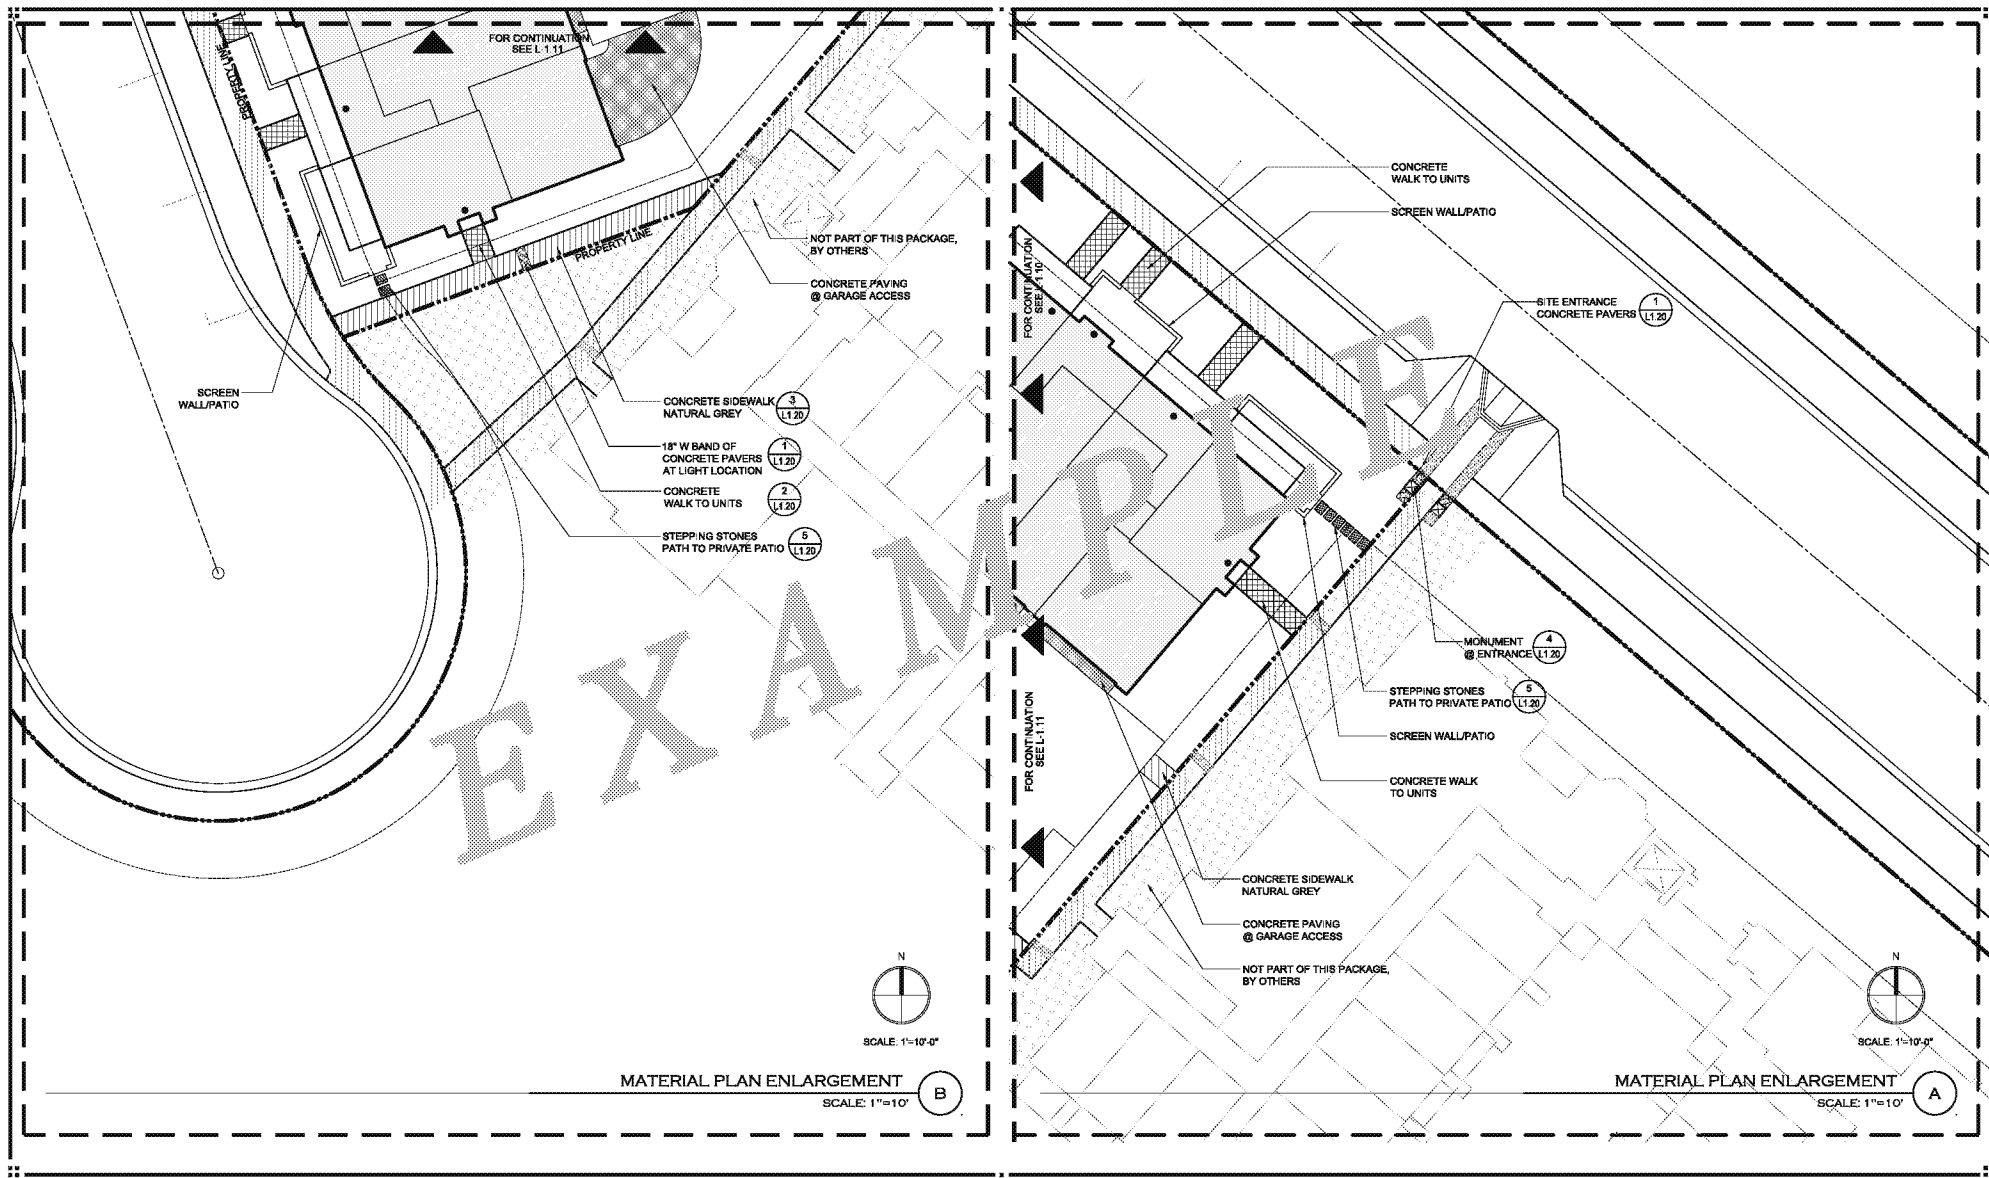 FOR CONTINUATION
SEE L-1.11
PROPERTY LINE
PROPERTY LINE
PROPERTY LINE
NOT PART OF THIS PACKAGE,
BY OTHERS
CONCRETE PAVING
@ GARAGE ACCESS
SCREEN
WALL/PATIO
CONCRETE SIDEWALK
NATURAL GREY
3
L1.20
18" W BAND OF
CONCRETE PAVERS
AT LIGHT LOCATION
1
L1.20
CONCRETE
WALK TO UNITS
2
L1.20
STEPPING STONES
PATH TO PRIVATE PATIO
5
L1.20
N
SCALE: 1"=10'-0"
MATERIAL PLAN ENLARGEMENT
SCALE: 1"=10'
B
EXAMPLE
CONCRETE
WALK TO UNITS
SCREEN WALL/PATIO
FOR CONTINUATION
SEE L-1.10
SITE ENTRANCE
CONCRETE PAVERS
1
L1.20
MONUMENT
@ ENTRANCE
4
L1.20
STEPPING STONES
PATH TO PRIVATE PATIO
5
L1.20
FOR CONTINUATION
SEE L-1.11
SCREEN WALL/PATIO
CONCRETE WALK
TO UNITS
CONCRETE SIDEWALK
NATURAL GREY
CONCRETE PAVING
@ GARAGE ACCESS
NOT PART OF THIS PACKAGE,
BY OTHERS
N
SCALE: 1"=10'-0"
MATERIAL PLAN ENLARGEMENT
SCALE: 1"=10'
A